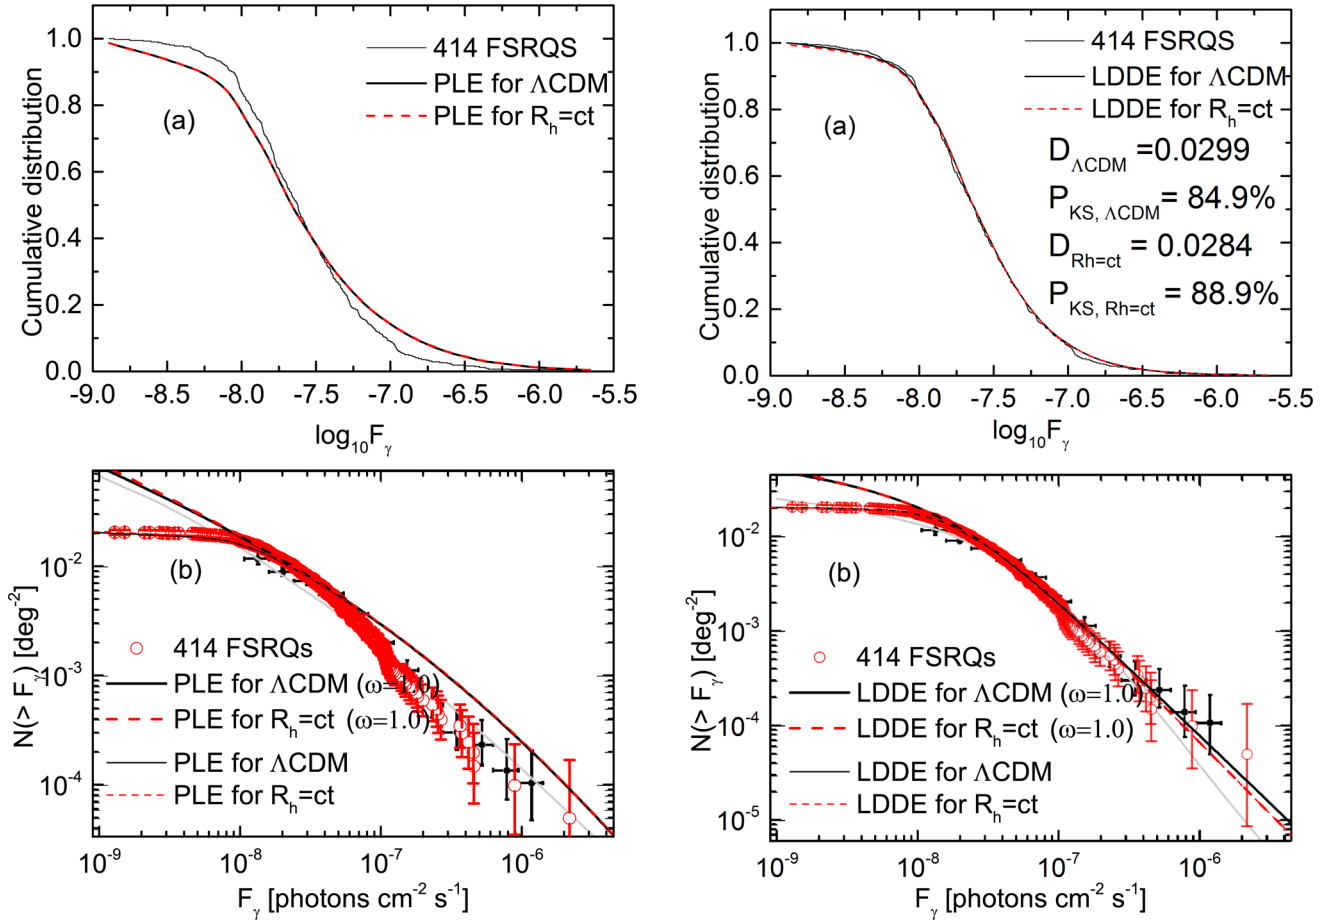 1.0
0.8
0.6
0.4
0.2
0.0
Cumulative distribution
414 FSRQS
PLE for ΛCDM
PLE for R_h=ct
(a)
-9.0 -8.5 -8.0 -7.5 -7.0 -6.5 -6.0 -5.5
log₁₀F_γ
1.0
0.8
0.6
0.4
0.2
0.0
Cumulative distribution
414 FSRQS
LDDE for ΛCDM
LDDE for R_h=ct
(a)
D_ΛCDM =0.0299
P_KS, ΛCDM = 84.9%
D_Rh=ct = 0.0284
P_KS, Rh=ct = 88.9%
-9.0 -8.5 -8.0 -7.5 -7.0 -6.5 -6.0 -5.5
log₁₀F_γ
10⁻²
10⁻³
10⁻⁴
N(> F_γ) [deg⁻²]
(b)
414 FSRQs
PLE for ΛCDM (ω=1.0)
PLE for R_h=ct (ω=1.0)
PLE for ΛCDM
PLE for R_h=ct
10⁻⁹ 10⁻⁸ 10⁻⁷ 10⁻⁶
F_γ [photons cm⁻² s⁻¹]
10⁻²
10⁻³
10⁻⁴
10⁻⁵
N(> F_γ) [deg⁻²]
(b)
414 FSRQs
LDDE for ΛCDM (ω=1.0)
LDDE for R_h=ct (ω=1.0)
LDDE for ΛCDM
LDDE for R_h=ct
10⁻⁹ 10⁻⁸ 10⁻⁷ 10⁻⁶
F_γ [photons cm⁻² s⁻¹]